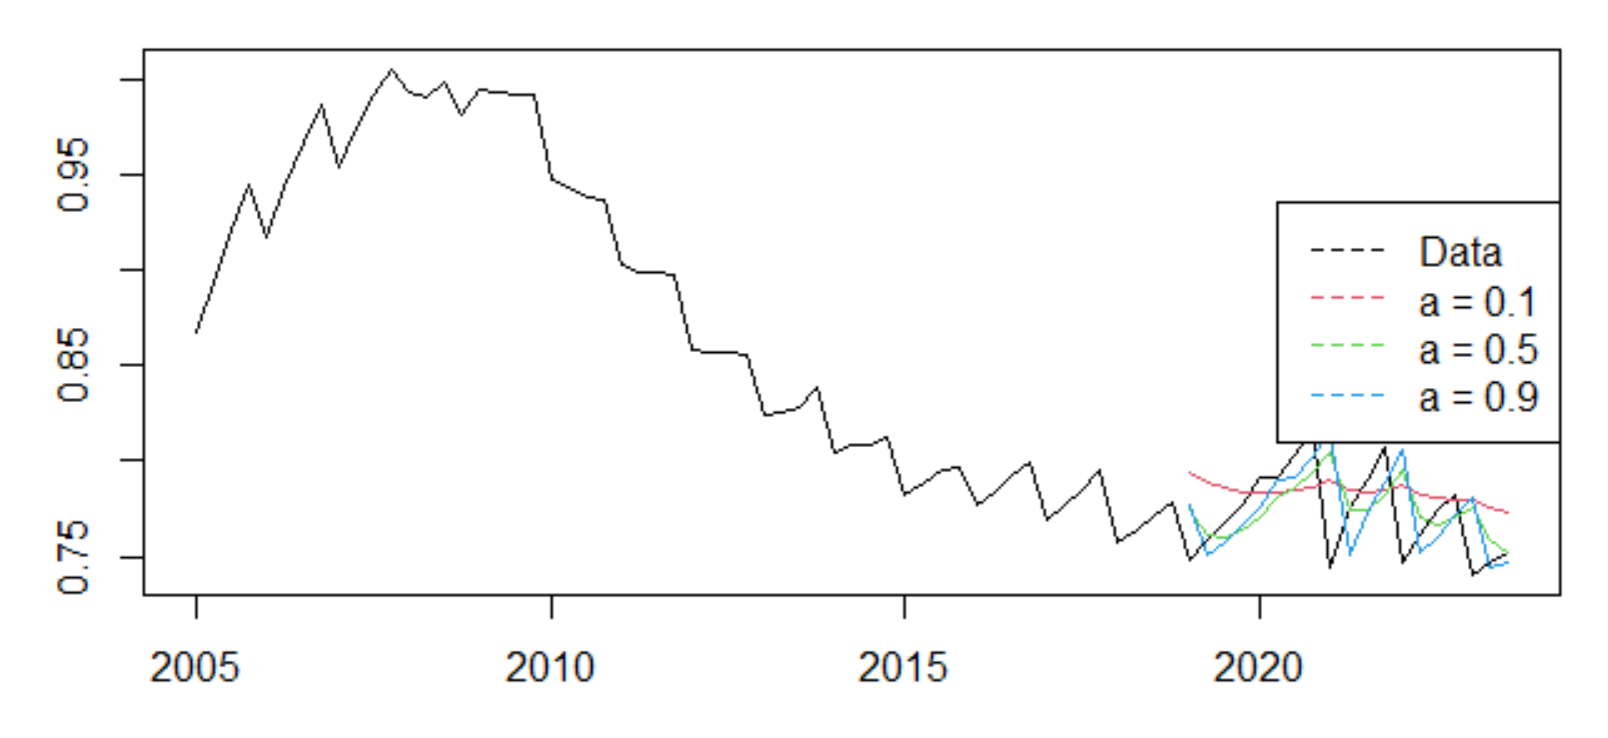 0.95
0.85
0.75
Data
a = 0.1
a = 0.5
a = 0.9
2005 2010 2015 2020